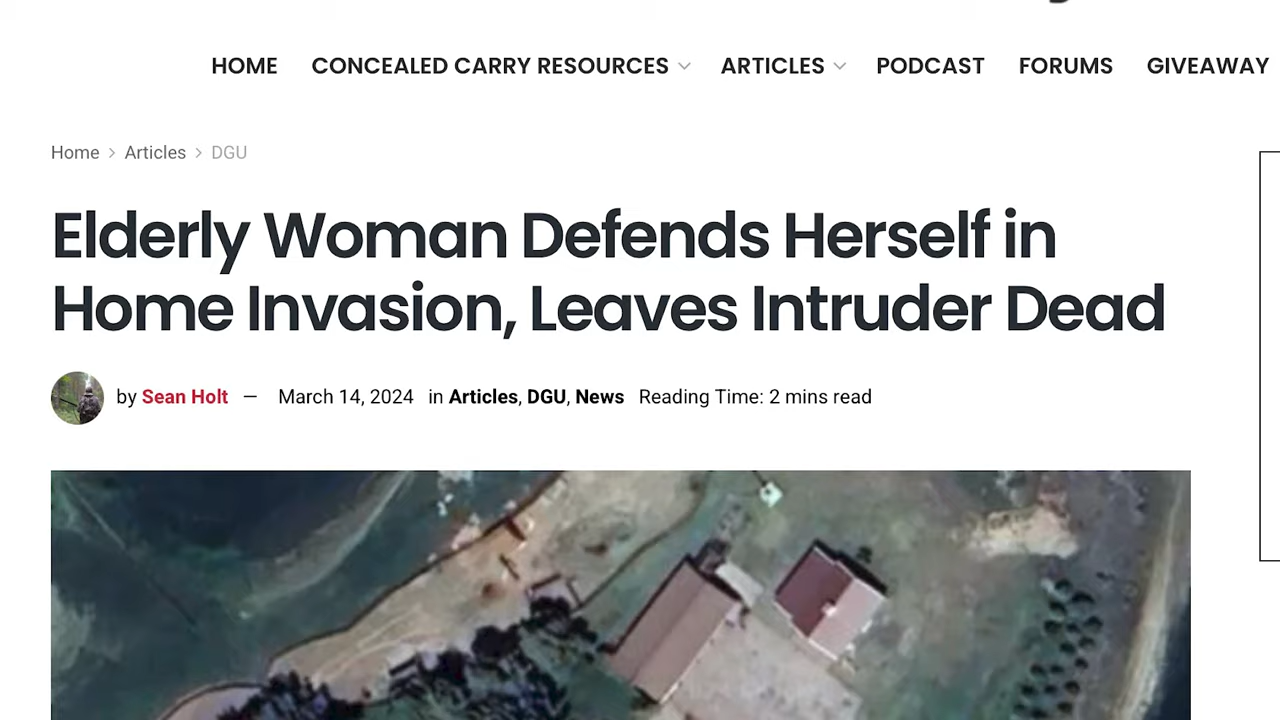 HOME CONCEALED CARRY RESOURCES ARTICLES PODCAST FORUMS GIVEAWAY
Home > Articles > DGU
Elderly Woman Defends Herself in
Home Invasion, Leaves Intruder Dead
by Sean Holt — March 14, 2024 in Articles, DGU, News Reading Time: 2 mins read